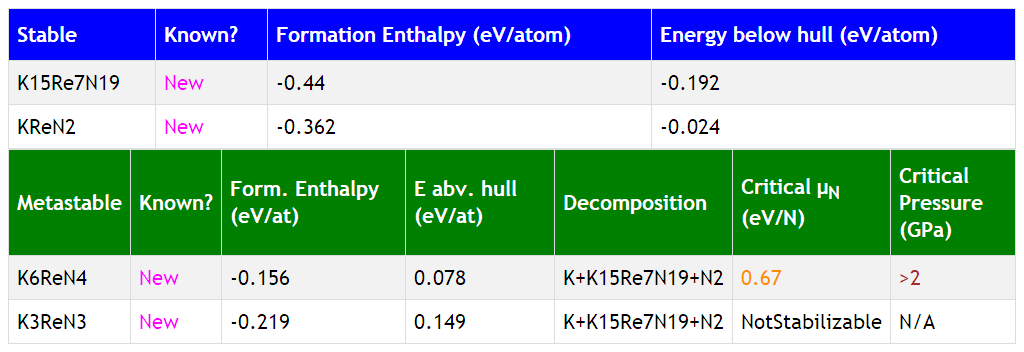 Stable Known? Formation Enthalpy (eV/atom) Energy below hull (eV/atom)
K15Re7N19 New -0.44 -0.192
KReN2 New -0.362 -0.024
Metastable Known? Form. Enthalpy (eV/at) E abv. hull (eV/at) Decomposition Critical μN (eV/N) Critical Pressure (GPa)
K6ReN4 New -0.156 0.078 K+K15Re7N19+N2 0.67 >2
K3ReN3 New -0.219 0.149 K+K15Re7N19+N2 NotStabilizable N/A